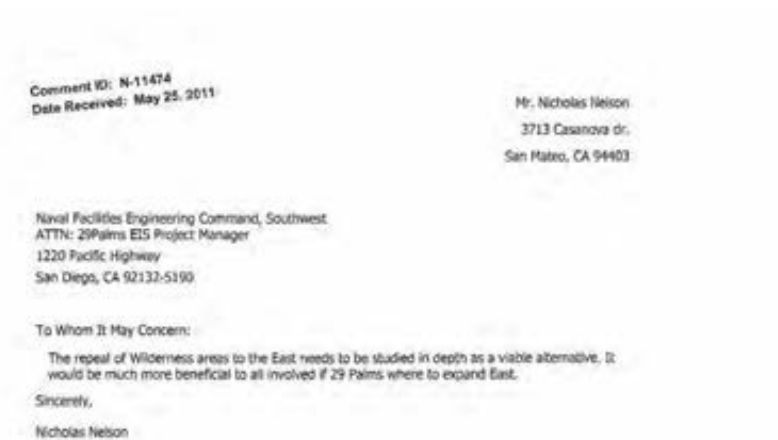 Comment ID: N-11474
Date Received: May 25, 2011
Mr. Nicholas Nelson
3713 Casanova dr.
San Mateo, CA 94403
Naval Facilities Engineering Command, Southwest
ATTN: 29Palms EIS Project Manager
1220 Pacific Highway
San Diego, CA 92132-5190
To Whom It May Concern:
The repeal of Wilderness areas to the East needs to be studied in depth as a viable alternative. It
would be much more beneficial to all involved if 29 Palms where to expand East.
Sincerely,
Nicholas Nelson